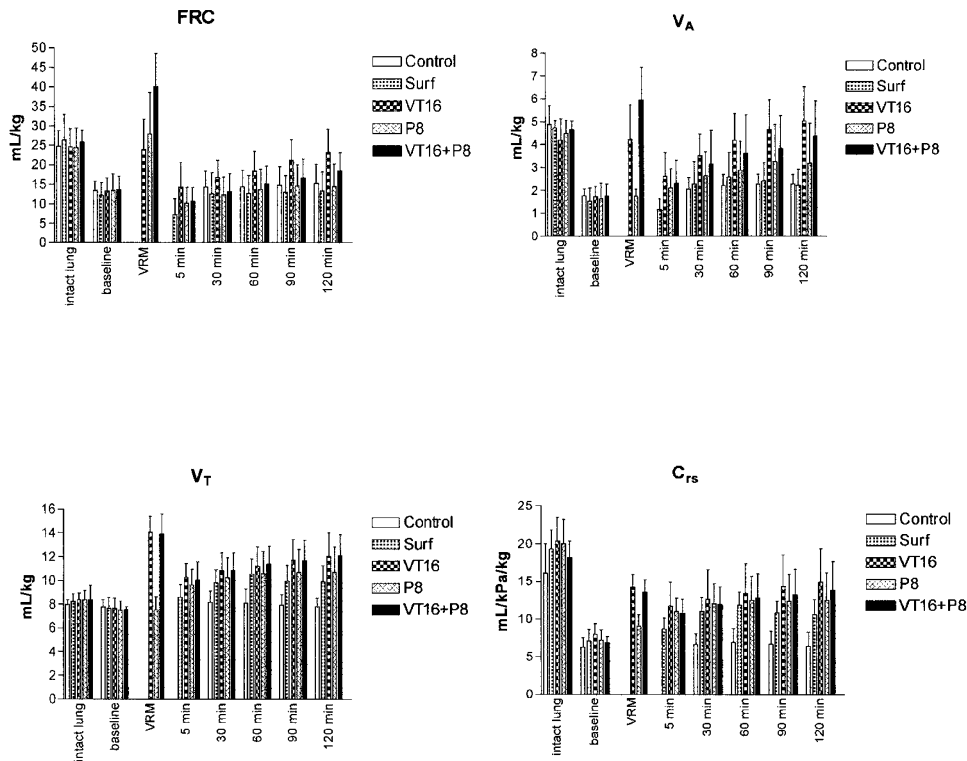 FRC
mL/kg
50
45
40
35
30
25
20
15
10
5
0
intact lung
baseline
VRM
5 min
30 min
60 min
90 min
120 min
Control
Surf
VT16
P8
VT16+P8
VA
mL/kg
8
7
6
5
4
3
2
1
0
intact lung
baseline
VRM
5 min
30 min
60 min
90 min
120 min
Control
Surf
VT16
P8
VT16+P8
VT
mL/kg
16
14
12
10
8
6
4
2
0
intact lung
baseline
VRM
5 min
30 min
60 min
90 min
120 min
Control
Surf
VT16
P8
VT16+P8
Crs
mL/kPa/kg
25
20
15
10
5
0
intact lung
baseline
VRM
5 min
30 min
60 min
90 min
120 min
Control
Surf
VT16
P8
VT16+P8